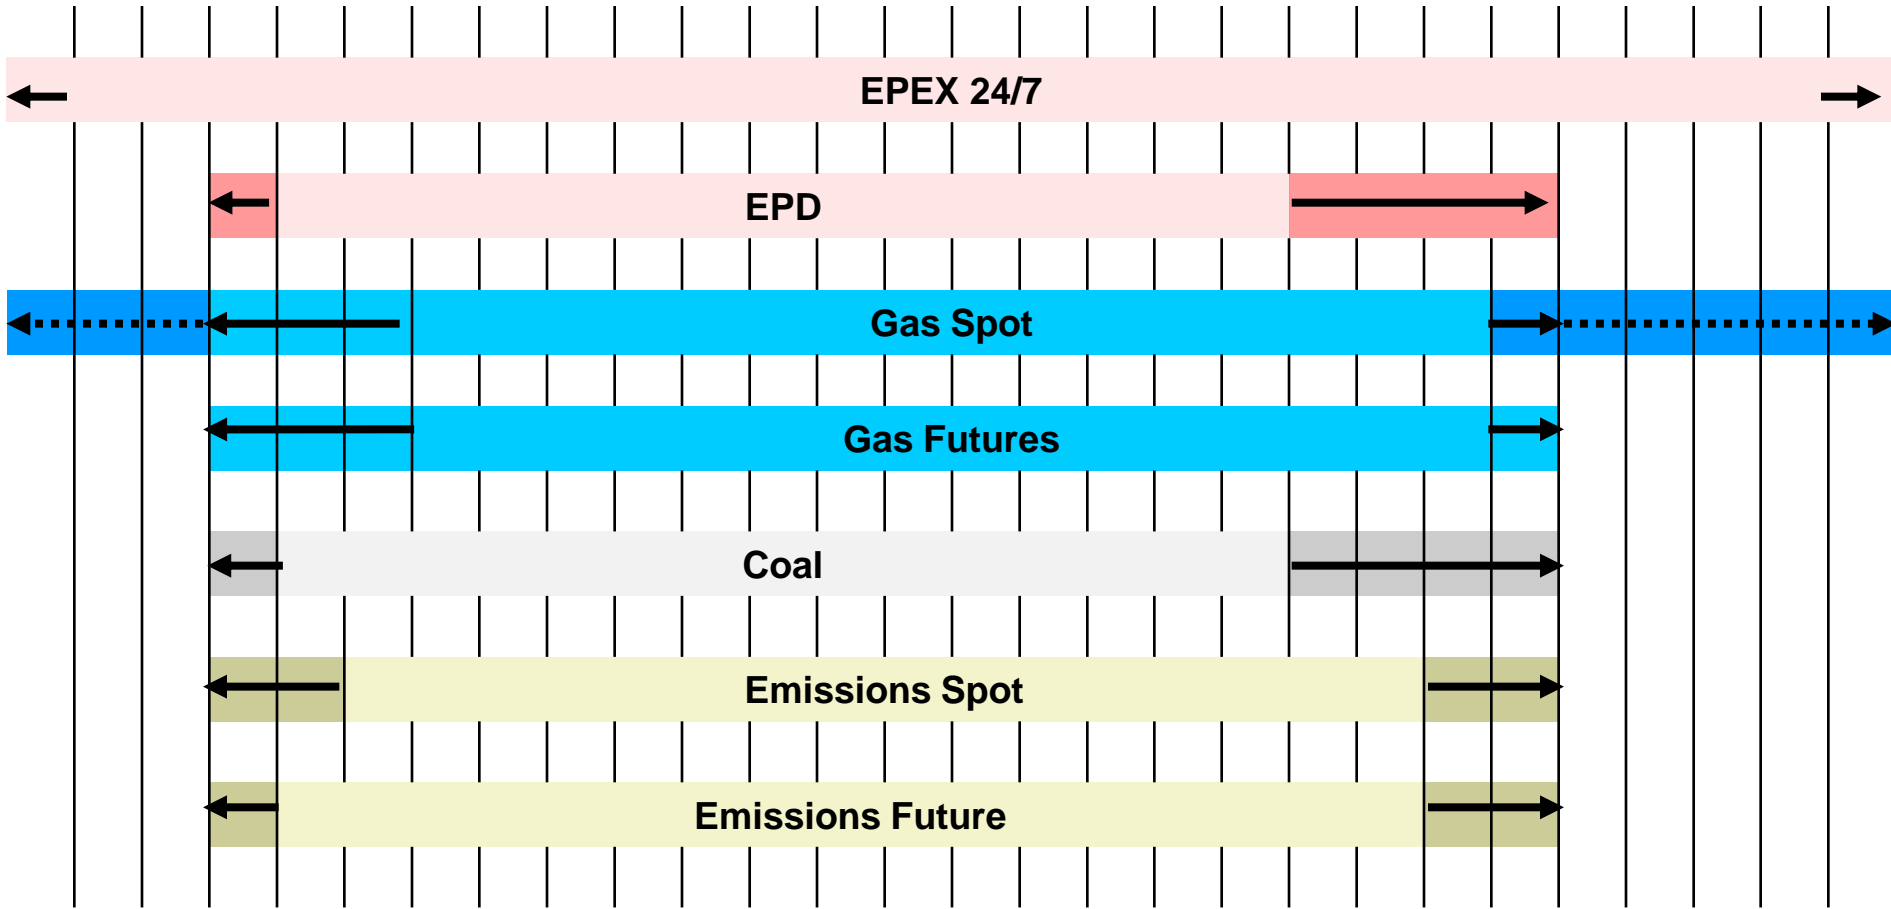 EPEX 24/7
EPD
Gas Spot
Gas Futures
Coal
Emissions Spot
Emissions Future